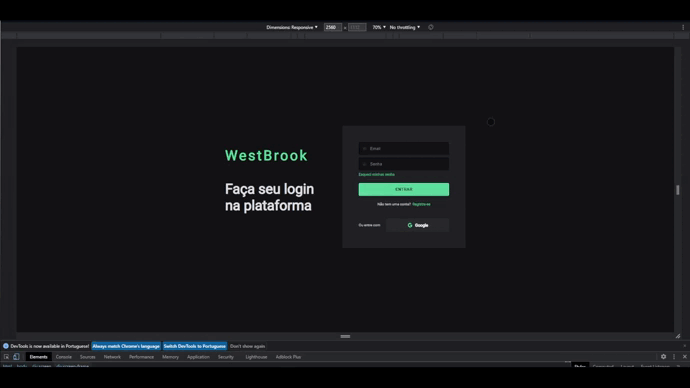 Dimensions: Responsive ▼ 2560 × 70% ▼ No throttling ▼
WestBrook
Faça seu login
na plataforma
Email
Senha
Esqueci minha senha
ENTRAR
Não tem uma conta? Registre-se
Ou entre com
Google
DevTools is now available in Portuguese! Always match Chrome's language Switch DevTools to Portuguese Don't show again
Elements Console Sources Network Performance Memory Application Security Lighthouse Adblock Plus